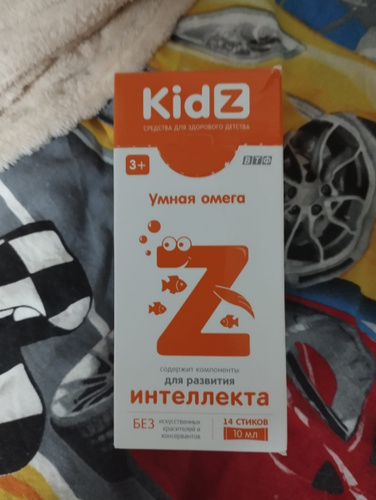 KidZ
СРЕДСТВА ДЛЯ ЗДОРОВОГО ДЕТСТВА
3+
ВТФ
Умная омега
Z
содержит компоненты
для развития
интеллекта
БЕЗ искусственных
красителей и
консервантов
14 СТИКОВ
10 мл